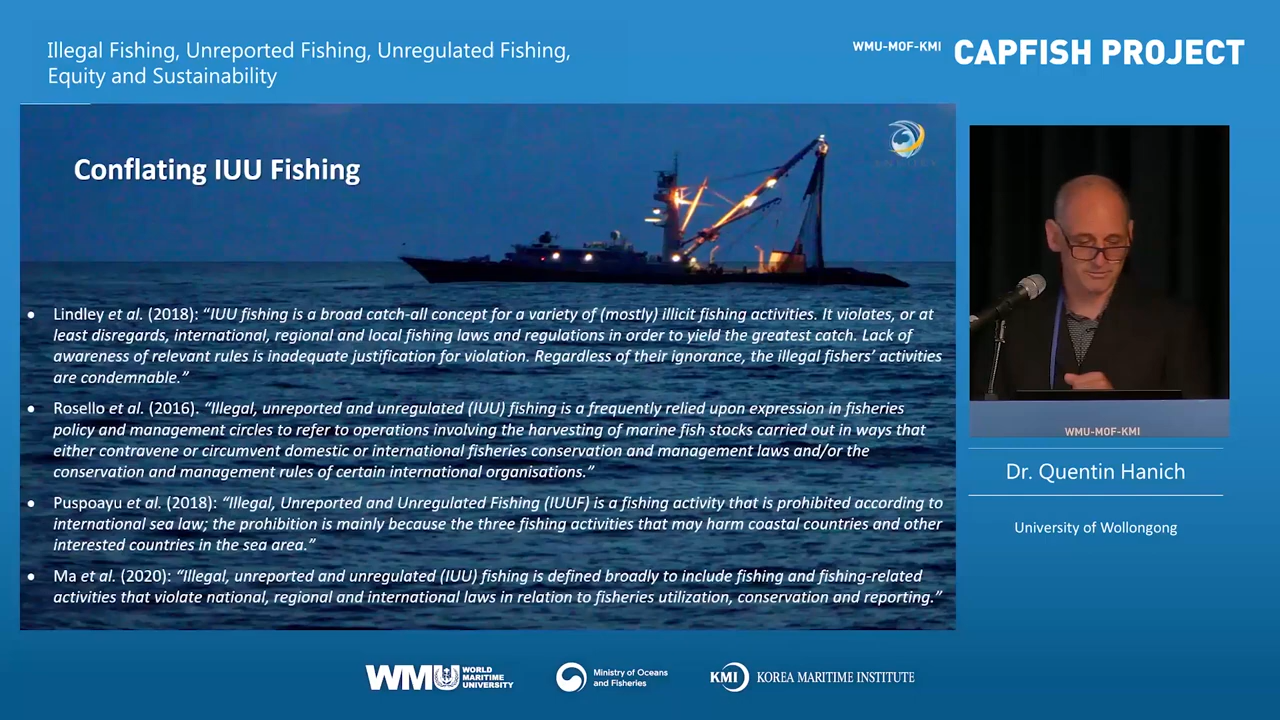 Illegal Fishing, Unreported Fishing, Unregulated Fishing,
Equity and Sustainability
WMU-MOF-KMI CAPFISH PROJECT
Conflating IUU Fishing
• Lindley et al. (2018): “IUU fishing is a broad catch-all concept for a variety of (mostly) illicit fishing activities. It violates, or at
least disregards, international, regional and local fishing laws and regulations in order to yield the greatest catch. Lack of
awareness of relevant rules is inadequate justification for violation. Regardless of their ignorance, the illegal fishers’ activities
are condemnable.”
• Rosello et al. (2016). “Illegal, unreported and unregulated (IUU) fishing is a frequently relied upon expression in fisheries
policy and management circles to refer to operations involving the harvesting of marine fish stocks carried out in ways that
either contravene or circumvent domestic or international fisheries conservation and management laws and/or the
conservation and management rules of certain international organisations.”
• Puspoayu et al. (2018): “Illegal, Unreported and Unregulated Fishing (IUUF) is a fishing activity that is prohibited according to
international sea law; the prohibition is mainly because the three fishing activities that may harm coastal countries and other
interested countries in the sea area.”
• Ma et al. (2020): “Illegal, unreported and unregulated (IUU) fishing is defined broadly to include fishing and fishing-related
activities that violate national, regional and international laws in relation to fisheries utilization, conservation and reporting.”
WMU-MOF-KMI
Dr. Quentin Hanich
University of Wollongong
WMU WORLD
MARITIME
UNIVERSITY
Ministry of Oceans
and Fisheries
KMI KOREA MARITIME INSTITUTE